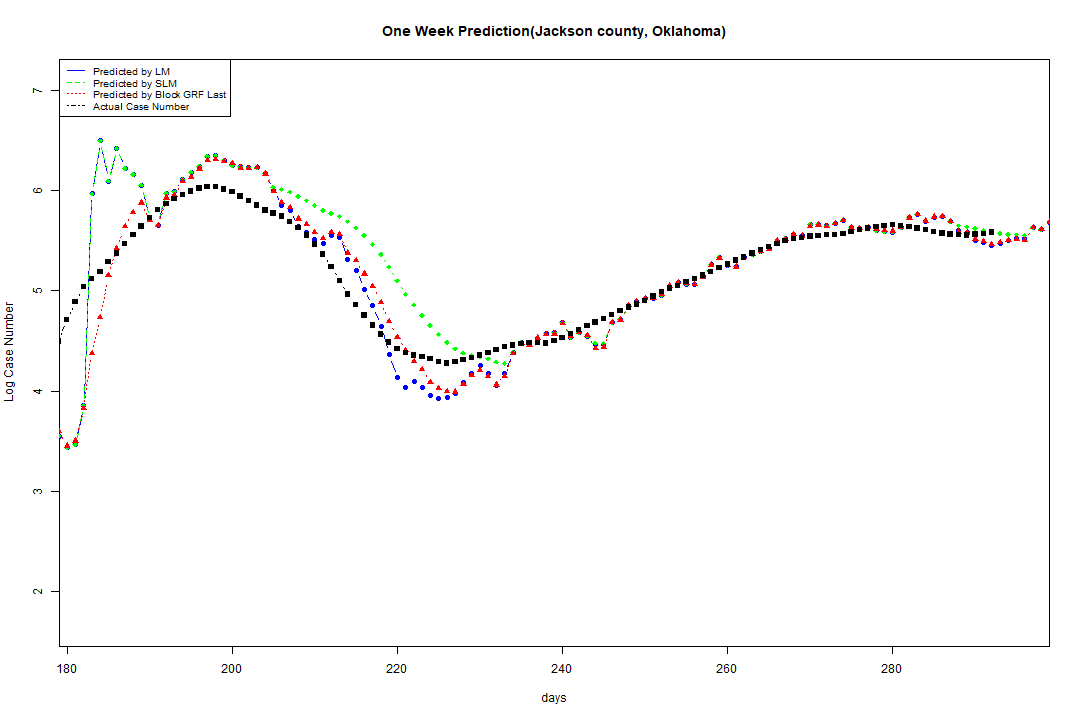 One Week Prediction(Jackson county, Oklahoma)
Predicted by LM
Predicted by SLM
Predicted by Block GRF Last
Actual Case Number
7
6
5
4
3
2
Log Case Number
180 200 220 240 260 280
days